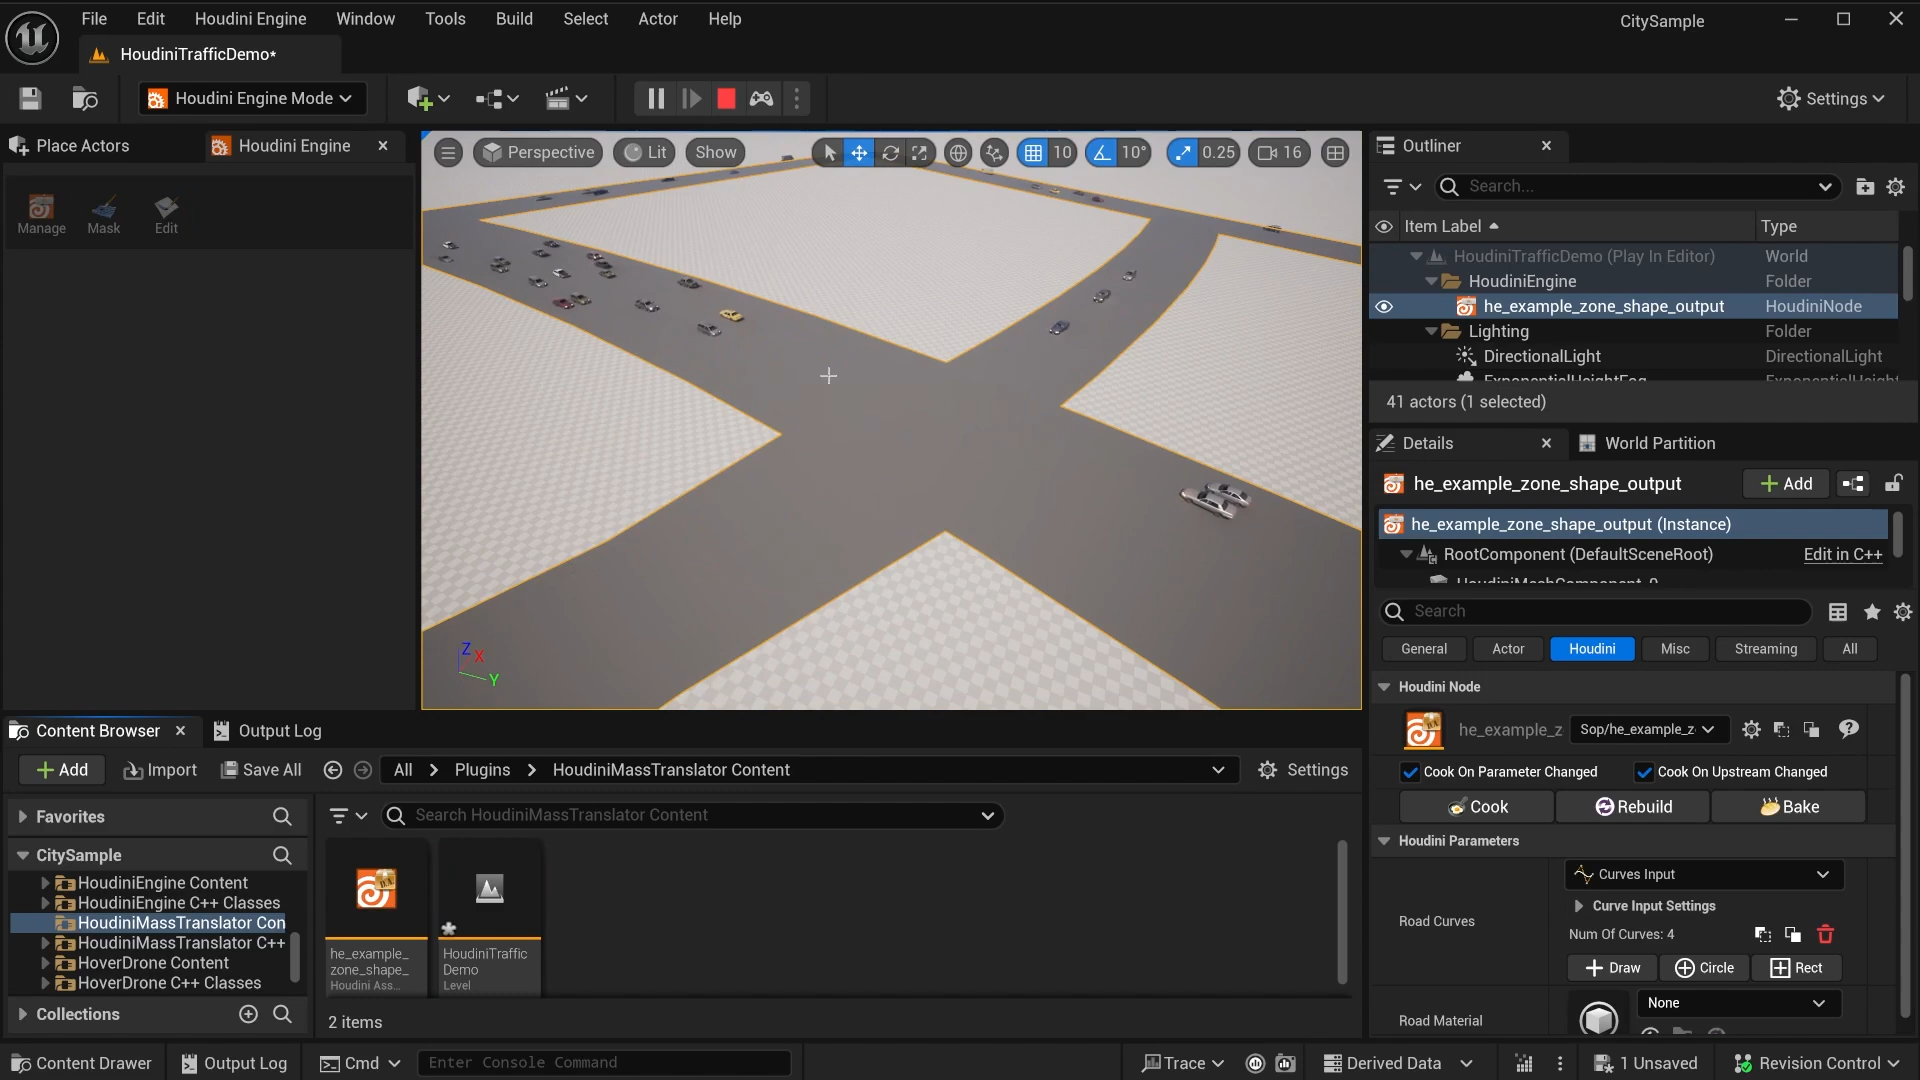 File Edit Houdini Engine Window Tools Build Select Actor Help CitySample
HoudiniTrafficDemo*
Houdini Engine Mode Settings
Place Actors Houdini Engine
Manage Mask Edit
Perspective Lit Show 10 10° 0.25 16
Z X Y
Outliner
Search...
Item Label Type
HoudiniTrafficDemo (Play In Editor) World
HoudiniEngine Folder
he_example_zone_shape_output HoudiniNode
Lighting Folder
DirectionalLight DirectionalLight
ExponentialHeightFog ExponentialHeight
41 actors (1 selected)
Details World Partition
he_example_zone_shape_output Add
he_example_zone_shape_output (Instance)
RootComponent (DefaultSceneRoot) Edit in C++
HoudiniMeshComponent_0
Search
General Actor Houdini Misc Streaming All
Houdini Node
he_example_z Sop/he_example_z
Cook On Parameter Changed Cook On Upstream Changed
Cook Rebuild Bake
Houdini Parameters
Curves Input
Road Curves Curve Input Settings
Num Of Curves: 4
Draw Circle Rect
Road Material None
Content Browser Output Log
Add Import Save All All Plugins HoudiniMassTranslator Content Settings
Favorites
Search HoudiniMassTranslator Content
CitySample
HoudiniEngine Content
HoudiniEngine C++ Classes
HoudiniMassTranslator Con
HoudiniMassTranslator C++
HoverDrone Content
HoverDrone C++ Classes
Collections
he_example_
zone_shape_
Houdini Ass...
HoudiniTraffic
Demo
Level
2 items
Content Drawer Output Log Cmd Enter Console Command Trace Derived Data 1 Unsaved Revision Control